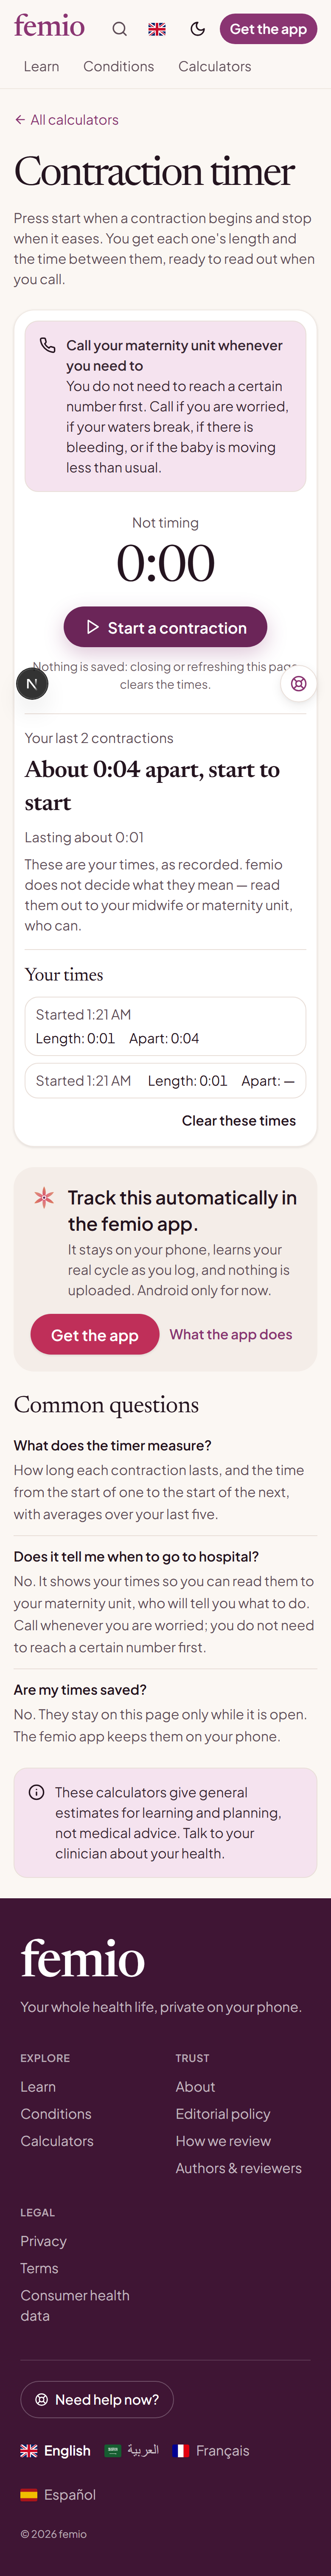 femio
Get the app
Learn Conditions Calculators
← All calculators
Contraction timer
Press start when a contraction begins and stop
when it eases. You get each one's length and
the time between them, ready to read out when
you call.
Call your maternity unit whenever
you need to
You do not need to reach a certain
number first. Call if you are worried,
if your waters break, if there is
bleeding, or if the baby is moving
less than usual.
Not timing
0:00
Start a contraction
Nothing is saved: closing or refreshing this page
clears the times.
N
Your last 2 contractions
About 0:04 apart, start to
start
Lasting about 0:01
These are your times, as recorded. femio
does not decide what they mean — read
them out to your midwife or maternity unit,
who can.
Your times
Started 1:21 AM
Length: 0:01 Apart: 0:04
Started 1:21 AM Length: 0:01 Apart: —
Clear these times
Track this automatically in
the femio app.
It stays on your phone, learns your
real cycle as you log, and nothing is
uploaded. Android only for now.
Get the app What the app does
Common questions
What does the timer measure?
How long each contraction lasts, and the time
from the start of one to the start of the next,
with averages over your last five.
Does it tell me when to go to hospital?
No. It shows your times so you can read them to
your maternity unit, who will tell you what to do.
Call whenever you are worried; you do not need
to reach a certain number first.
Are my times saved?
No. They stay on this page only while it is open.
The femio app keeps them on your phone.
These calculators give general
estimates for learning and planning,
not medical advice. Talk to your
clinician about your health.
femio
Your whole health life, private on your phone.
EXPLORE
Learn
Conditions
Calculators
TRUST
About
Editorial policy
How we review
Authors & reviewers
LEGAL
Privacy
Terms
Consumer health
data
Need help now?
English العربية Français
Español
© 2026 femio